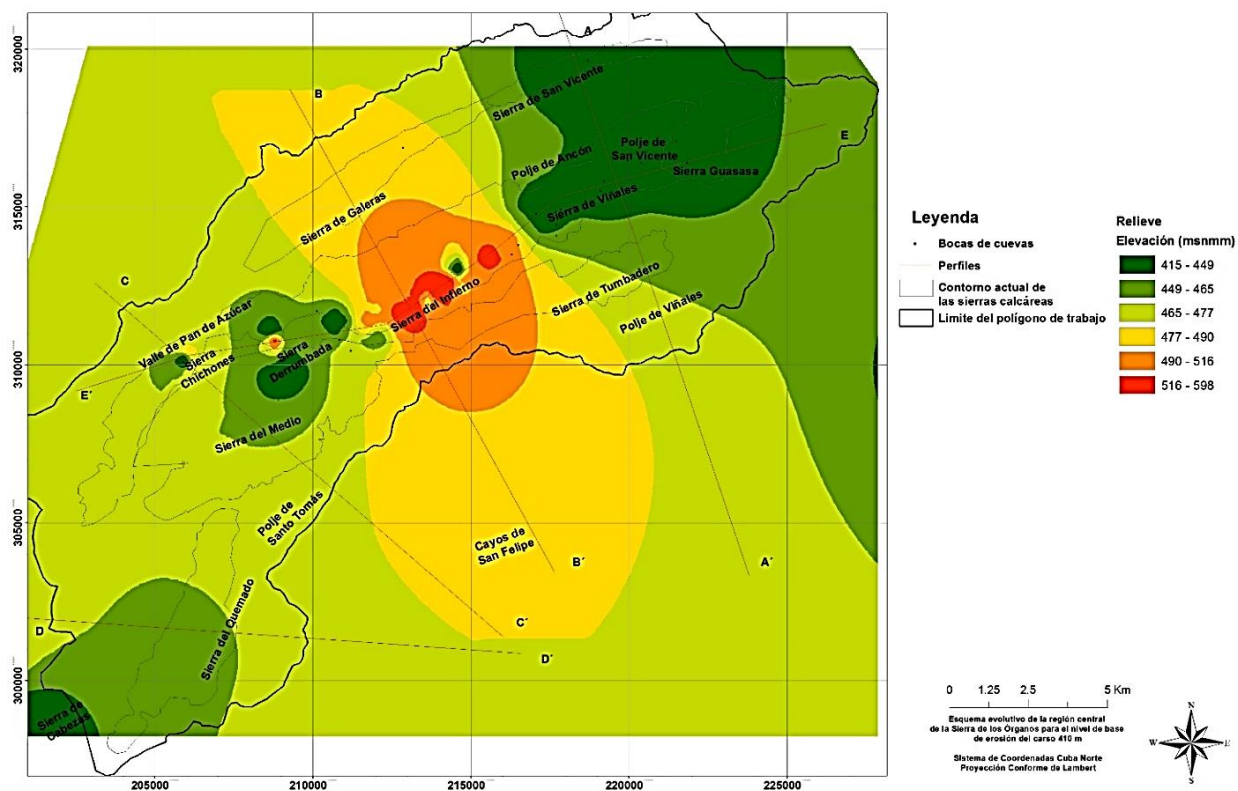 A
320000
B
Sierra de San Vicente
E
Polje de
San Vicente
Polje de Ancón
Sierra Guasasa
315000
Sierra de Viñales
Sierra de Galeras
C
Sierra del Infierno
Sierra de Tumbadero
Polje de Viñales
Valle de Pan de Azúcar
Sierra
Chichones
Sierra
Derrumbada
310000
E´
Sierra del Medio
Polje de
Santo Tomás
305000
Cayos de
San Felipe
B´
A´
C´
D
D´
Sierra del Quemado
300000
Sierra de
Cabezas
205000
210000
215000
220000
225000
Leyenda
Bocas de cuevas
Perfiles
Contorno actual de
las sierras calcáreas
Limite del polígono de trabajo
Relieve
Elevación (msnmm)
415 - 449
449 - 465
465 - 477
477 - 490
490 - 516
516 - 598
0 1.25 2.5 5 Km
Esquema evolutivo de la región central
de la Sierra de los Órganos para el nivel de base
de erosión del carso 410 m
Sistema de Coordenadas Cuba Norte
Proyección Conforme de Lambert
N
W E
S